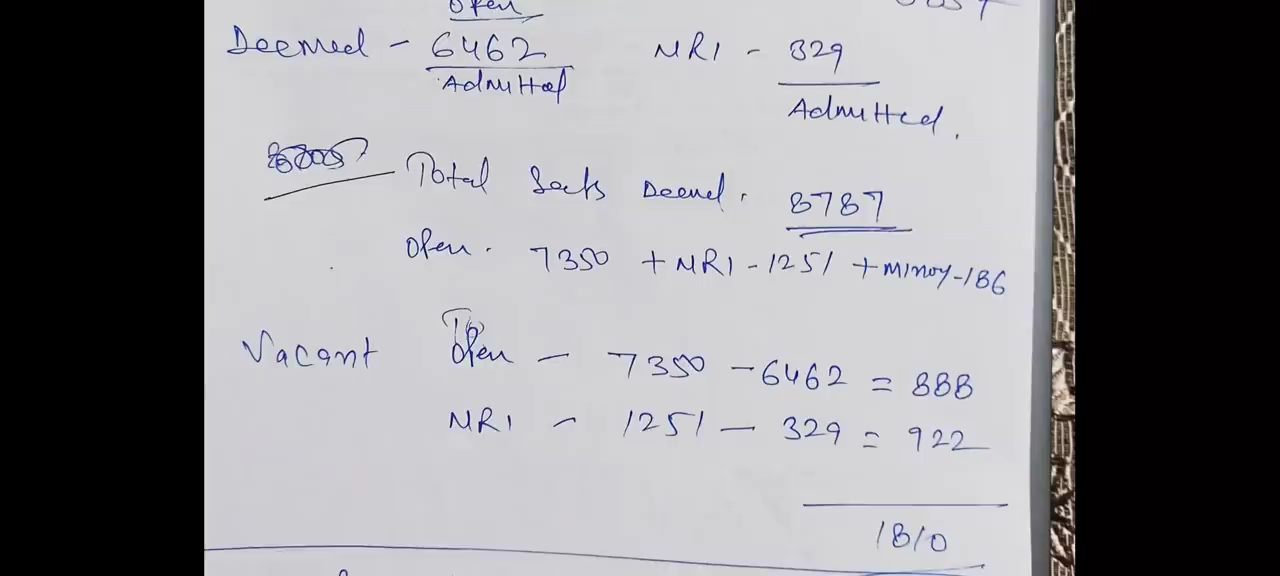 Open
Deemed - 6462 NRI - 329
Admitted Admitted.
Total Seats Deemed. 8787
Open. 7350 + NRI - 1251 + Minoy - 186
Vacant Open - 7350 - 6462 = 888
NRI - 1251 - 329 = 922
1810